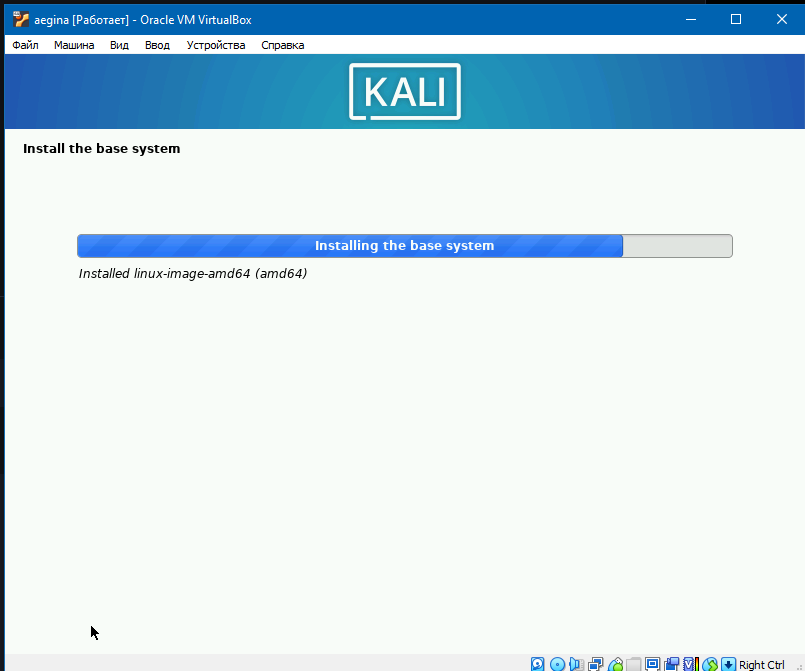 aegina [Работает] - Oracle VM VirtualBox
Файл Машина Вид Ввод Устройства Справка
KALI
Install the base system
Installing the base system
Installed linux-image-amd64 (amd64)
Right Ctrl